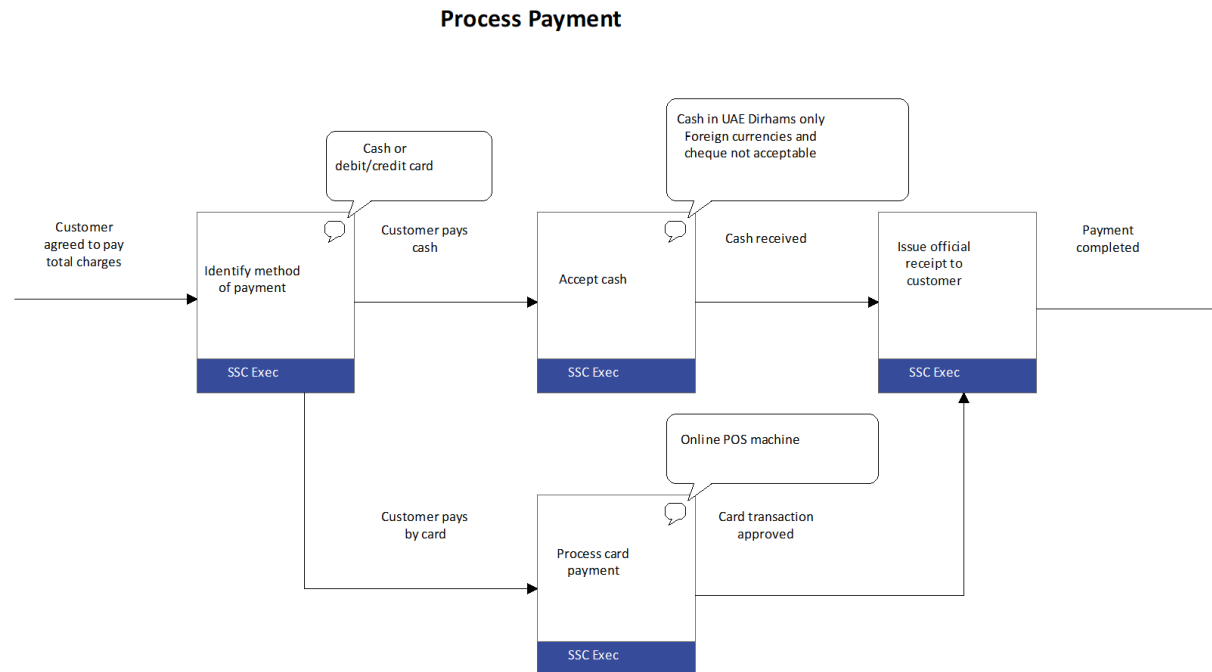 Process Payment
Cash in UAE Dirhams only
Foreign currencies and
cheque not acceptable
Cash or
debit/credit card
Customer
agreed to pay
total charges
Identify method
of payment
SSC Exec
Customer pays
cash
Accept cash
SSC Exec
Cash received
Issue official
receipt to
customer
SSC Exec
Payment
completed
Online POS machine
Customer pays
by card
Process card
payment
SSC Exec
Card transaction
approved